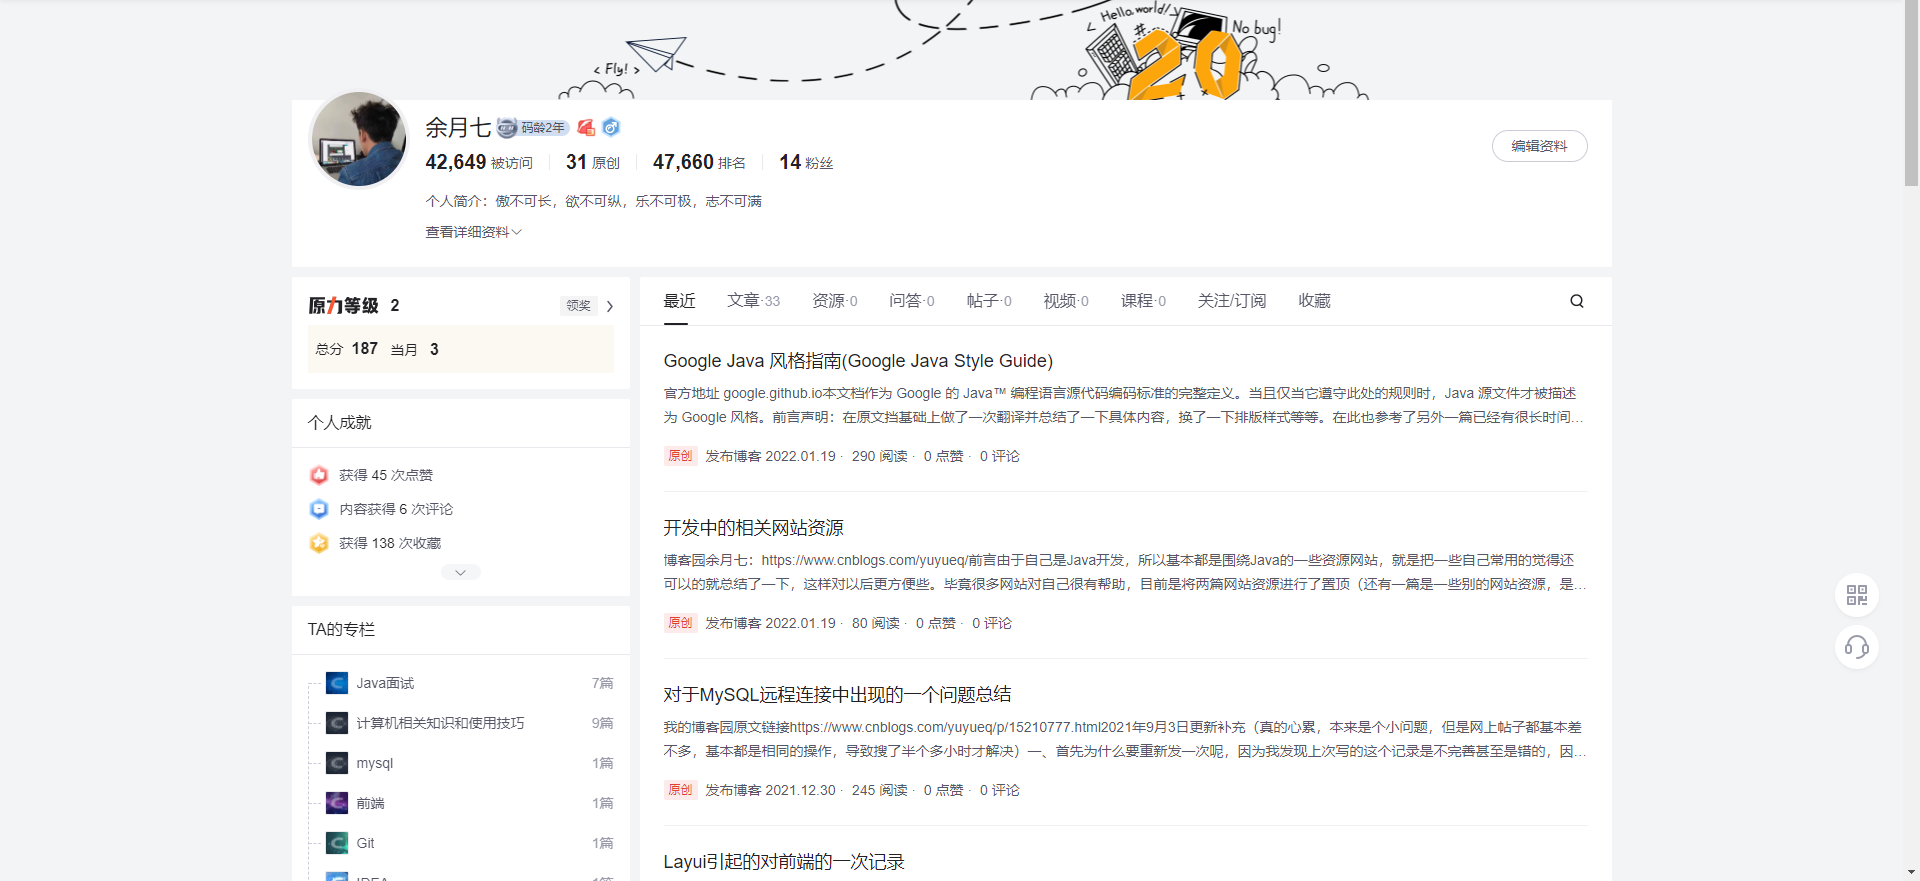 Hello,world/
No bug!
20
< Fly! >
余月七 码龄2年
42,649 被访问 31 原创 47,660 排名 14 粉丝
编辑资料
个人简介：傲不可长，欲不可纵，乐不可极，志不可满
查看详细资料
原力等级 2 领奖
总分 187 当月 3
个人成就
获得 45 次点赞
内容获得 6 次评论
获得 138 次收藏
TA的专栏
Java面试 7篇
计算机相关知识和使用技巧 9篇
mysql 1篇
前端 1篇
Git 1篇
IDEA 1篇
最近 文章·33 资源·0 问答·0 帖子·0 视频·0 课程·0 关注/订阅 收藏
Google Java 风格指南(Google Java Style Guide)
官方地址 google.github.io本文档作为 Google 的 Java™ 编程语言源代码编码标准的完整定义。当且仅当它遵守此处的规则时，Java 源文件才被描述
为 Google 风格。前言声明：在原文挡基础上做了一次翻译并总结了一下具体内容，换了一下排版样式等等。在此也参考了另外一篇已经有很长时间…
原创 发布博客 2022.01.19 · 290 阅读 · 0 点赞 · 0 评论
开发中的相关网站资源
博客园余月七：https://www.cnblogs.com/yuyueq/前言由于自己是Java开发，所以基本都是围绕Java的一些资源网站，就是把一些自己常用的觉得还
可以的就总结了一下，这样对以后更方便些。毕竟很多网站对自己很有帮助，目前是将两篇网站资源进行了置顶（还有一篇是一些别的网站资源，是…
原创 发布博客 2022.01.19 · 80 阅读 · 0 点赞 · 0 评论
对于MySQL远程连接中出现的一个问题总结
我的博客园原文链接https://www.cnblogs.com/yuyueq/p/15210777.html2021年9月3日更新补充（真的心累，本来是个小问题，但是网上帖子都基本差
不多，基本都是相同的操作，导致搜了半个多小时才解决）一、首先为什么要重新发一次呢，因为我发现上次写的这个记录是不完善甚至是错的，因…
原创 发布博客 2021.12.30 · 245 阅读 · 0 点赞 · 0 评论
Layui引起的对前端的一次记录